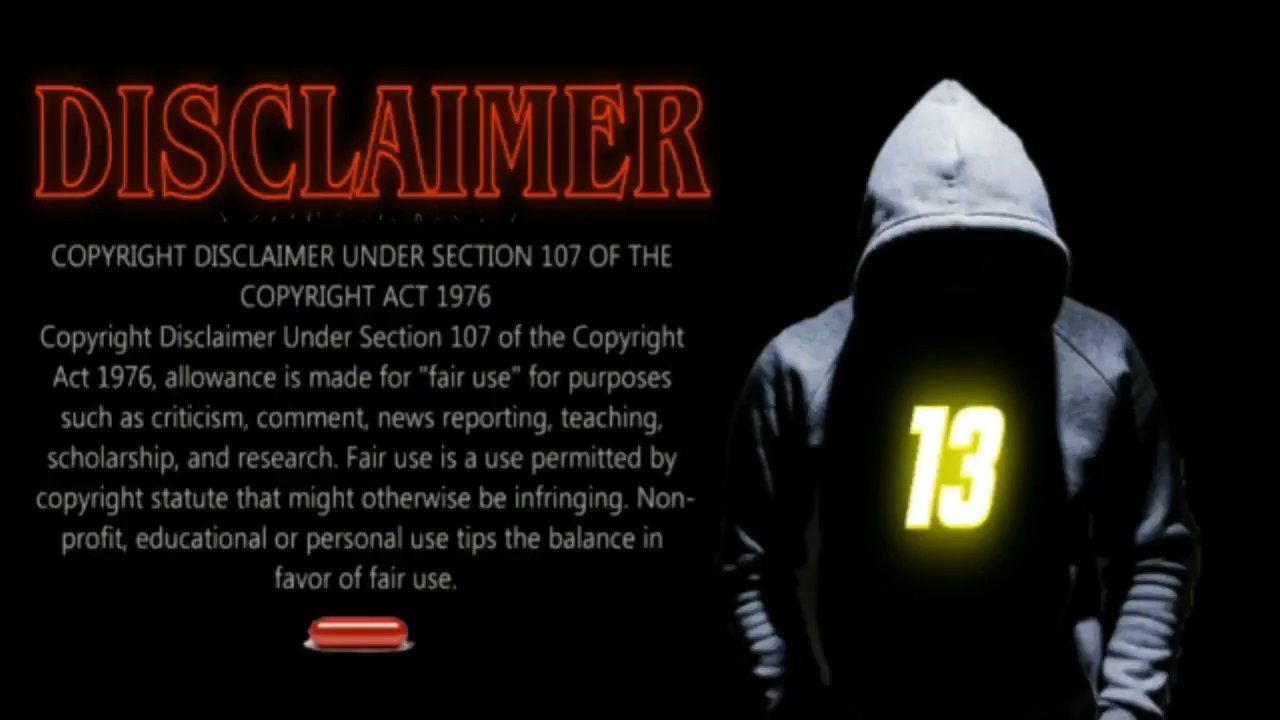 DISCLAIMER
COPYRIGHT DISCLAIMER UNDER SECTION 107 OF THE
COPYRIGHT ACT 1976
Copyright Disclaimer Under Section 107 of the Copyright
Act 1976, allowance is made for "fair use" for purposes
such as criticism, comment, news reporting, teaching,
scholarship, and research. Fair use is a use permitted by
copyright statute that might otherwise be infringing. Non-
profit, educational or personal use tips the balance in
favor of fair use.
13